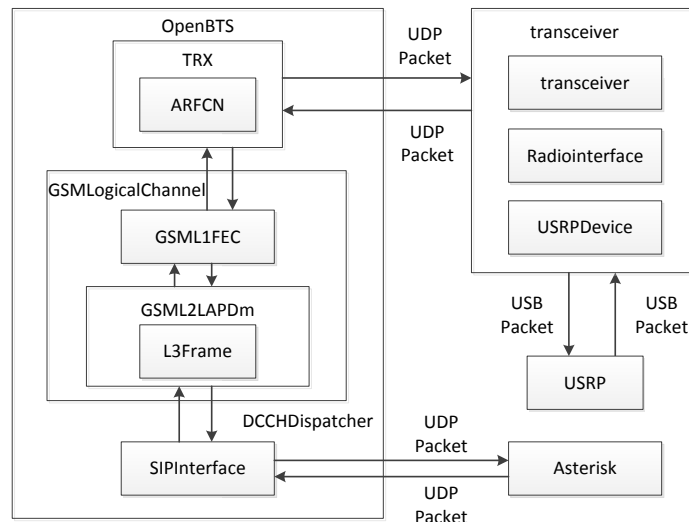 OpenBTS
TRX
ARFCN
UDP
Packet
UDP
Packet
transceiver
transceiver
Radiointerface
USRPDevice
GSMLogicalChannel
GSML1FEC
GSML2LAPDm
L3Frame
USB
Packet
USB
Packet
USRP
DCCHDispatcher
SIPInterface
UDP
Packet
UDP
Packet
Asterisk